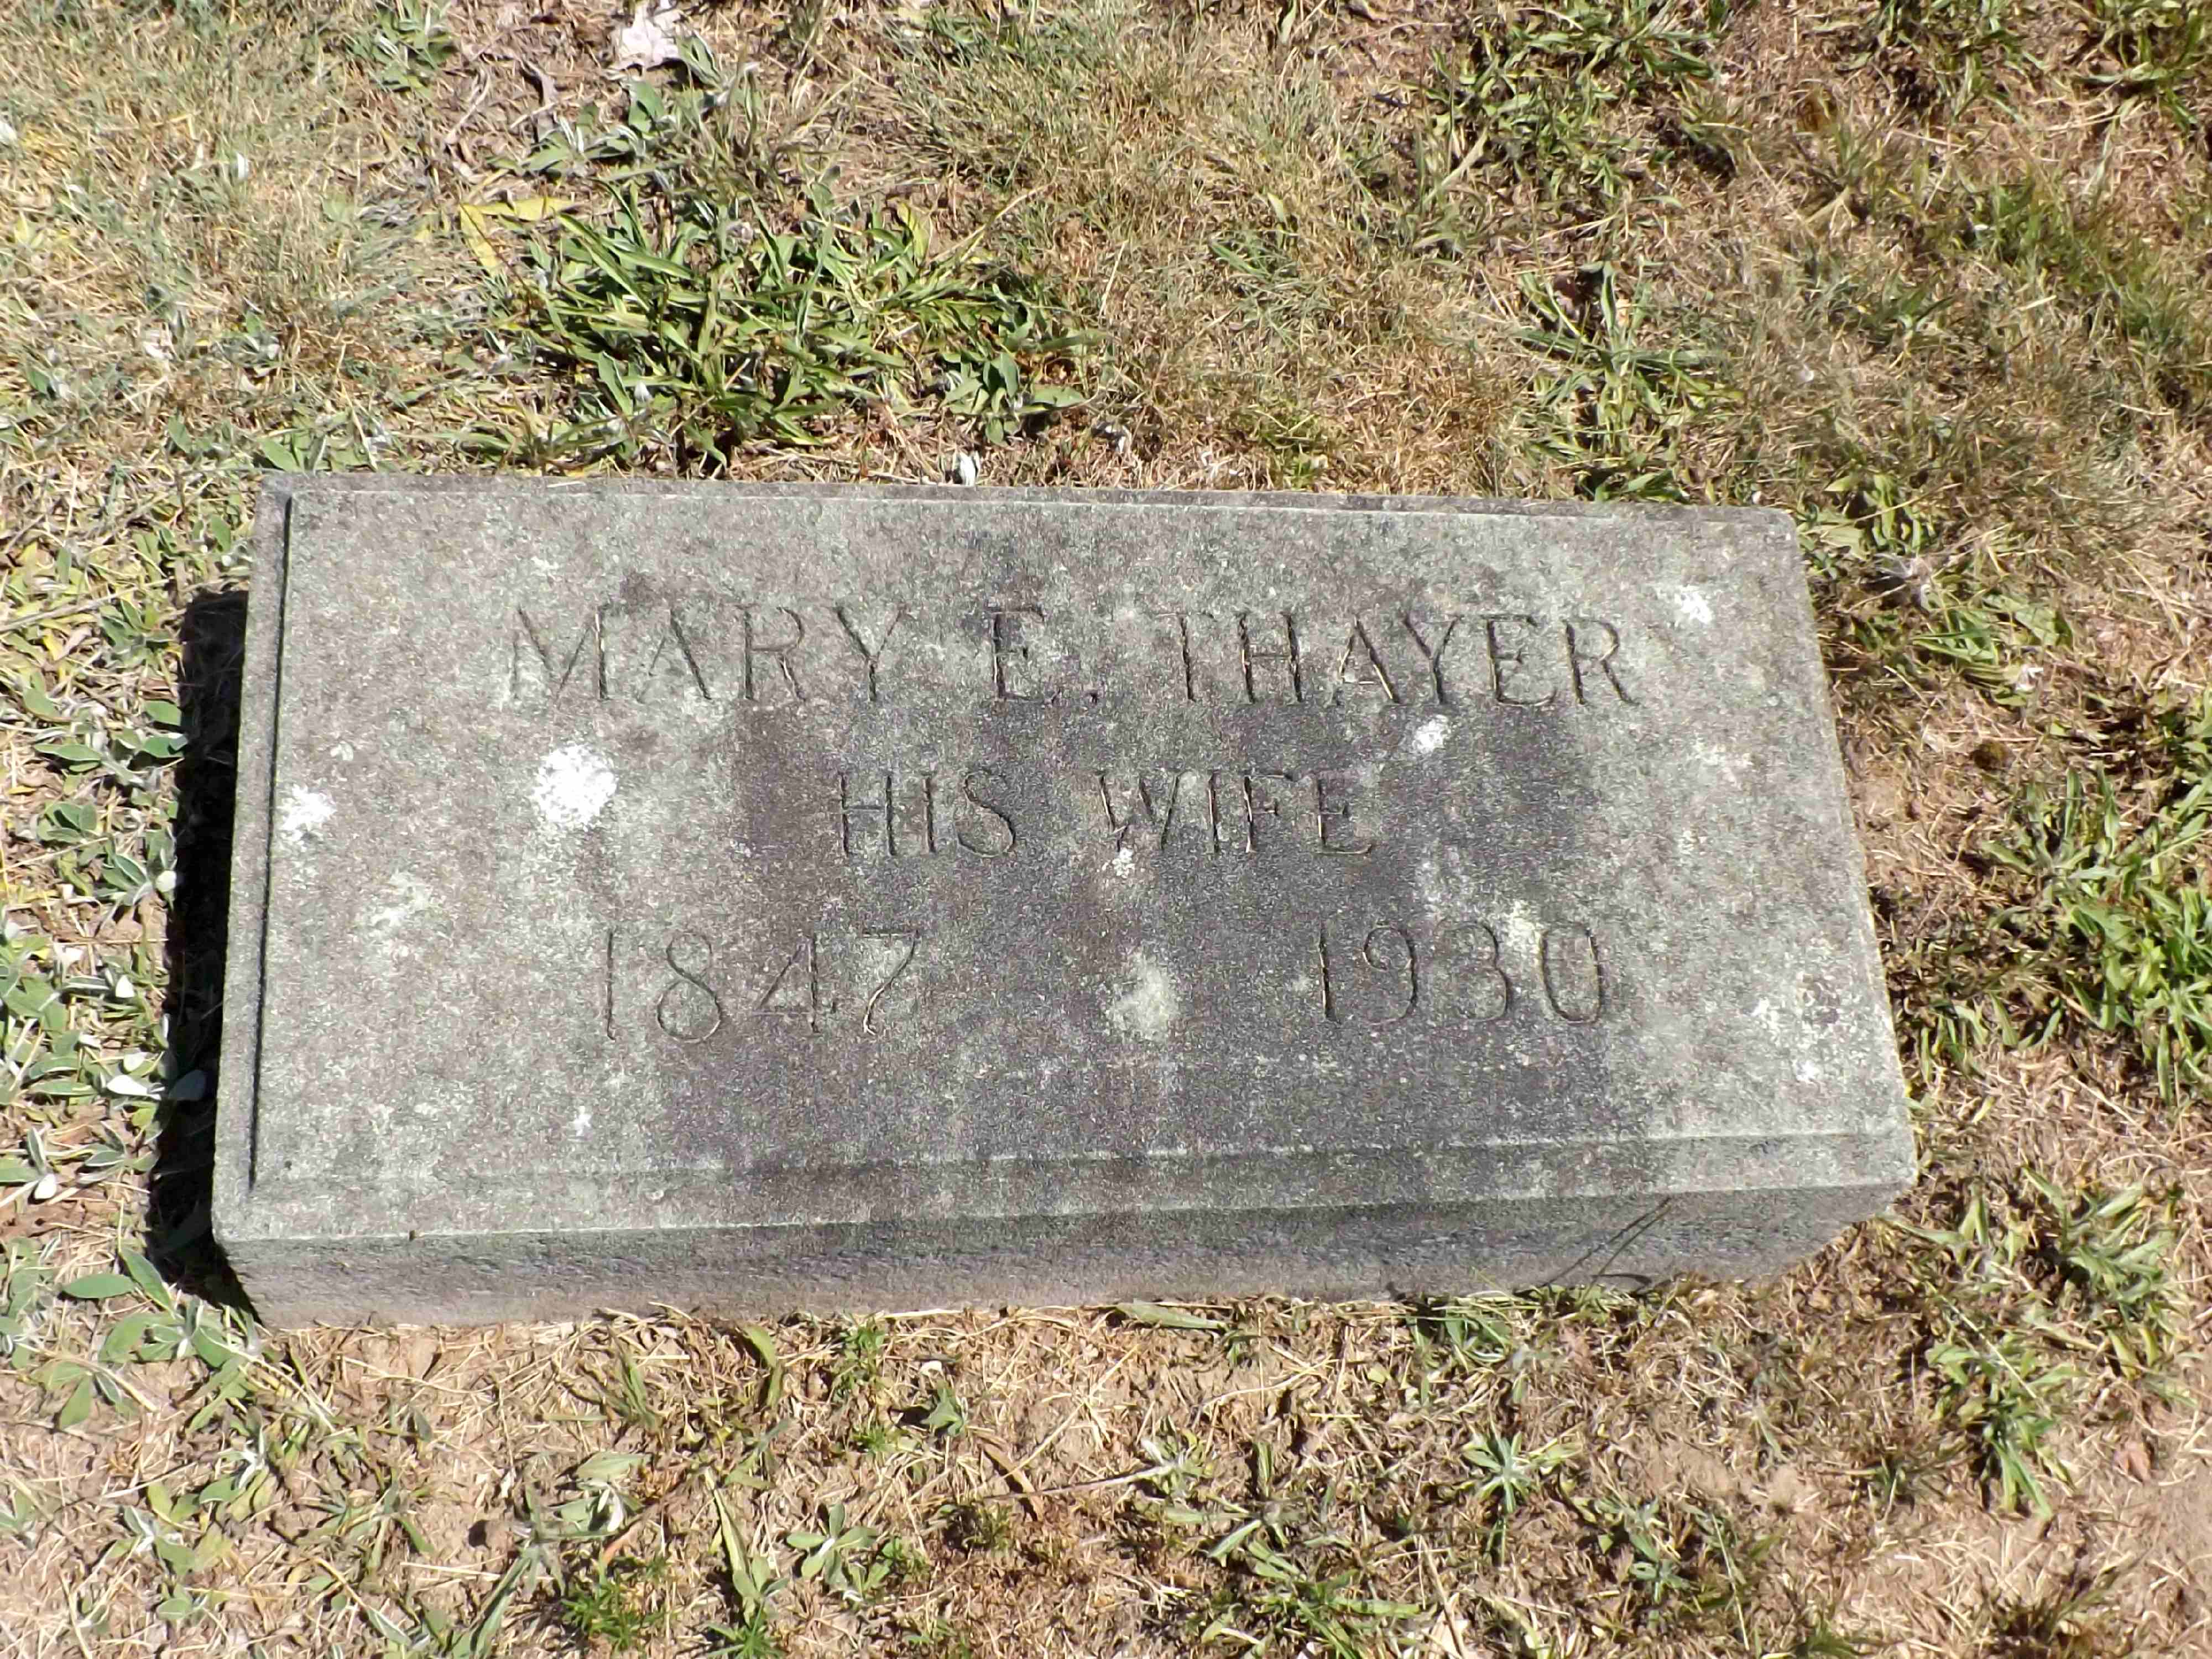 MARY E. THAYER
HIS WIFE
1847 1930